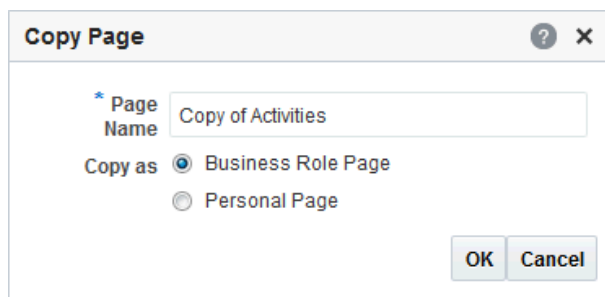 Copy Page ?
* Page Name Copy of Activities
Copy as Business Role Page
Personal Page
OK Cancel